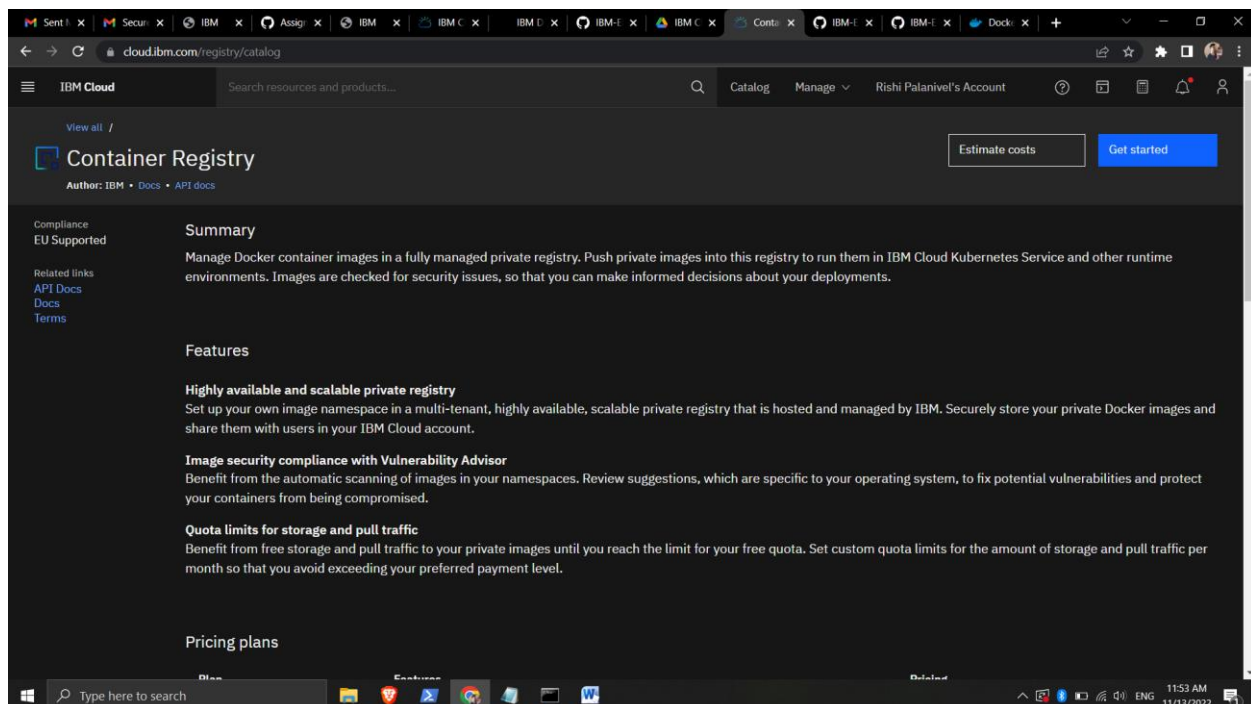 Sent M
Secure
IBM
Assign
IBM
IBM C
IBM D
IBM-E
IBM C
Conta
IBM-E
IBM-E
Docke
cloud.ibm.com/registry/catalog
IBM Cloud
Search resources and products...
Catalog
Manage
Rishi Palanivel's Account
View all /
Container Registry
Estimate costs
Get started
Author: IBM • Docs • API docs
Compliance
EU Supported
Related links
API Docs
Docs
Terms
Summary
Manage Docker container images in a fully managed private registry. Push private images into this registry to run them in IBM Cloud Kubernetes Service and other runtime
environments. Images are checked for security issues, so that you can make informed decisions about your deployments.
Features
Highly available and scalable private registry
Set up your own image namespace in a multi-tenant, highly available, scalable private registry that is hosted and managed by IBM. Securely store your private Docker images and
share them with users in your IBM Cloud account.
Image security compliance with Vulnerability Advisor
Benefit from the automatic scanning of images in your namespaces. Review suggestions, which are specific to your operating system, to fix potential vulnerabilities and protect
your containers from being compromised.
Quota limits for storage and pull traffic
Benefit from free storage and pull traffic to your private images until you reach the limit for your free quota. Set custom quota limits for the amount of storage and pull traffic per
month so that you avoid exceeding your preferred payment level.
Pricing plans
Plan
Features
Pricing
Type here to search
ENG
11:53 AM
11/13/2022